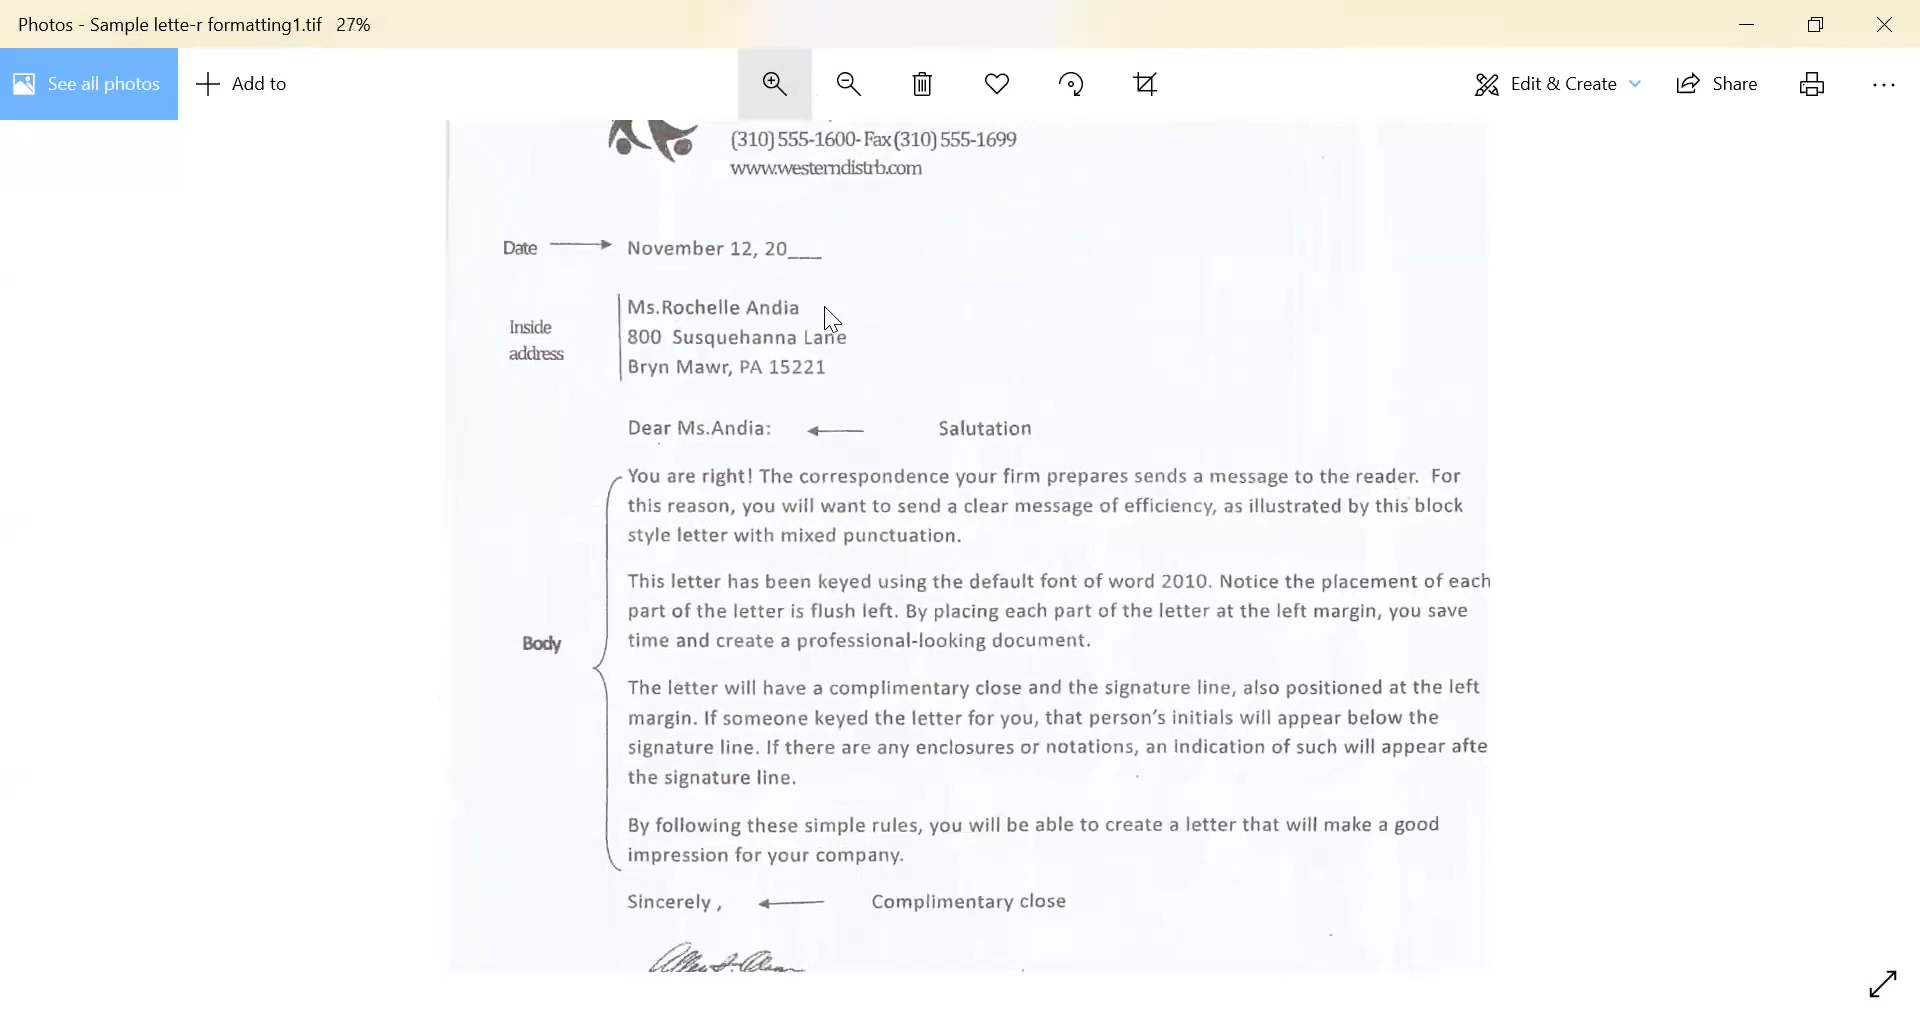 Photos - Sample lette-r formatting1.tif 27%
See all photos
Add to
Edit & Create
Share
(310) 555-1600- Fax (310) 555-1699
www.westerndistrb.com
Date
November 12, 20___
Inside
address
Ms.Rochelle Andia
800 Susquehanna Lane
Bryn Mawr, PA 15221
Dear Ms.Andia:
Salutation
You are right! The correspondence your firm prepares sends a message to the reader. For
this reason, you will want to send a clear message of efficiency, as illustrated by this block
style letter with mixed punctuation.
This letter has been keyed using the default font of word 2010. Notice the placement of each
part of the letter is flush left. By placing each part of the letter at the left margin, you save
time and create a professional-looking document.
Body
The letter will have a complimentary close and the signature line, also positioned at the left
margin. If someone keyed the letter for you, that person's initials will appear below the
signature line. If there are any enclosures or notations, an indication of such will appear afte
the signature line.
By following these simple rules, you will be able to create a letter that will make a good
impression for your company.
Sincerely ,
Complimentary close